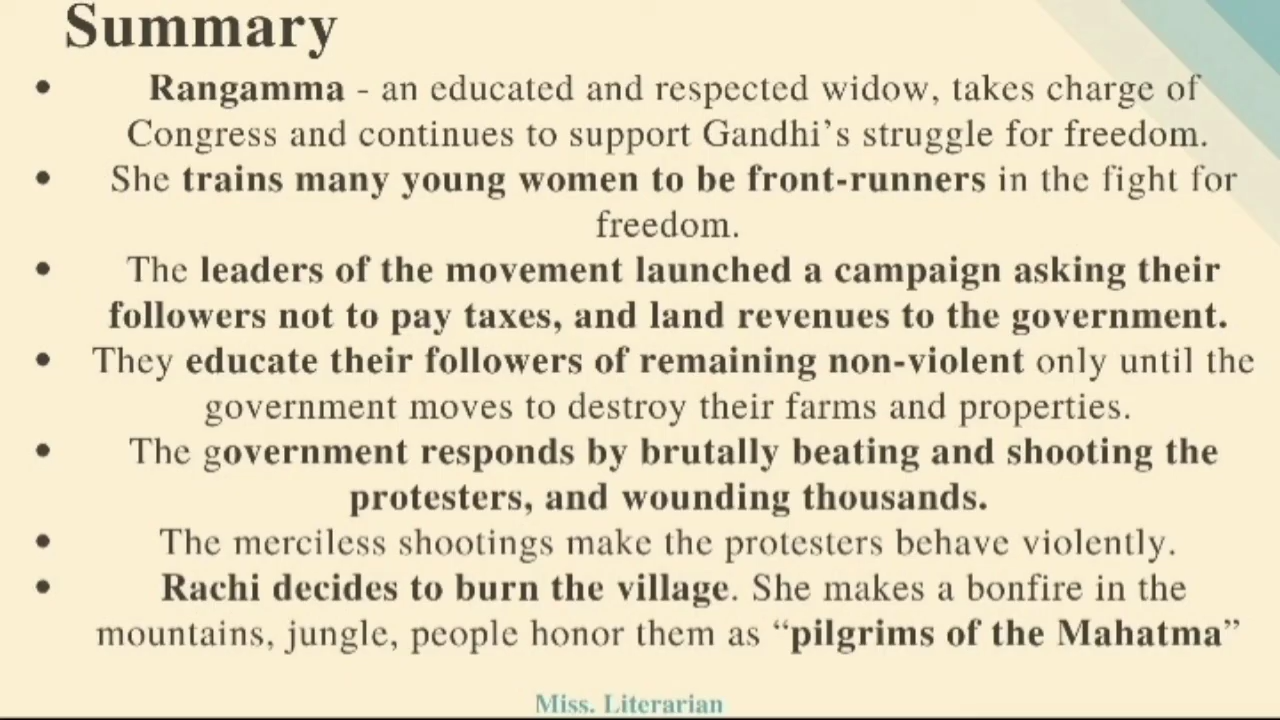 Summary
• Rangamma - an educated and respected widow, takes charge of
Congress and continues to support Gandhi’s struggle for freedom.
• She trains many young women to be front-runners in the fight for
freedom.
• The leaders of the movement launched a campaign asking their
followers not to pay taxes, and land revenues to the government.
• They educate their followers of remaining non-violent only until the
government moves to destroy their farms and properties.
• The government responds by brutally beating and shooting the
protesters, and wounding thousands.
• The merciless shootings make the protesters behave violently.
• Rachi decides to burn the village. She makes a bonfire in the
mountains, jungle, people honor them as “pilgrims of the Mahatma”
Miss. Literarian